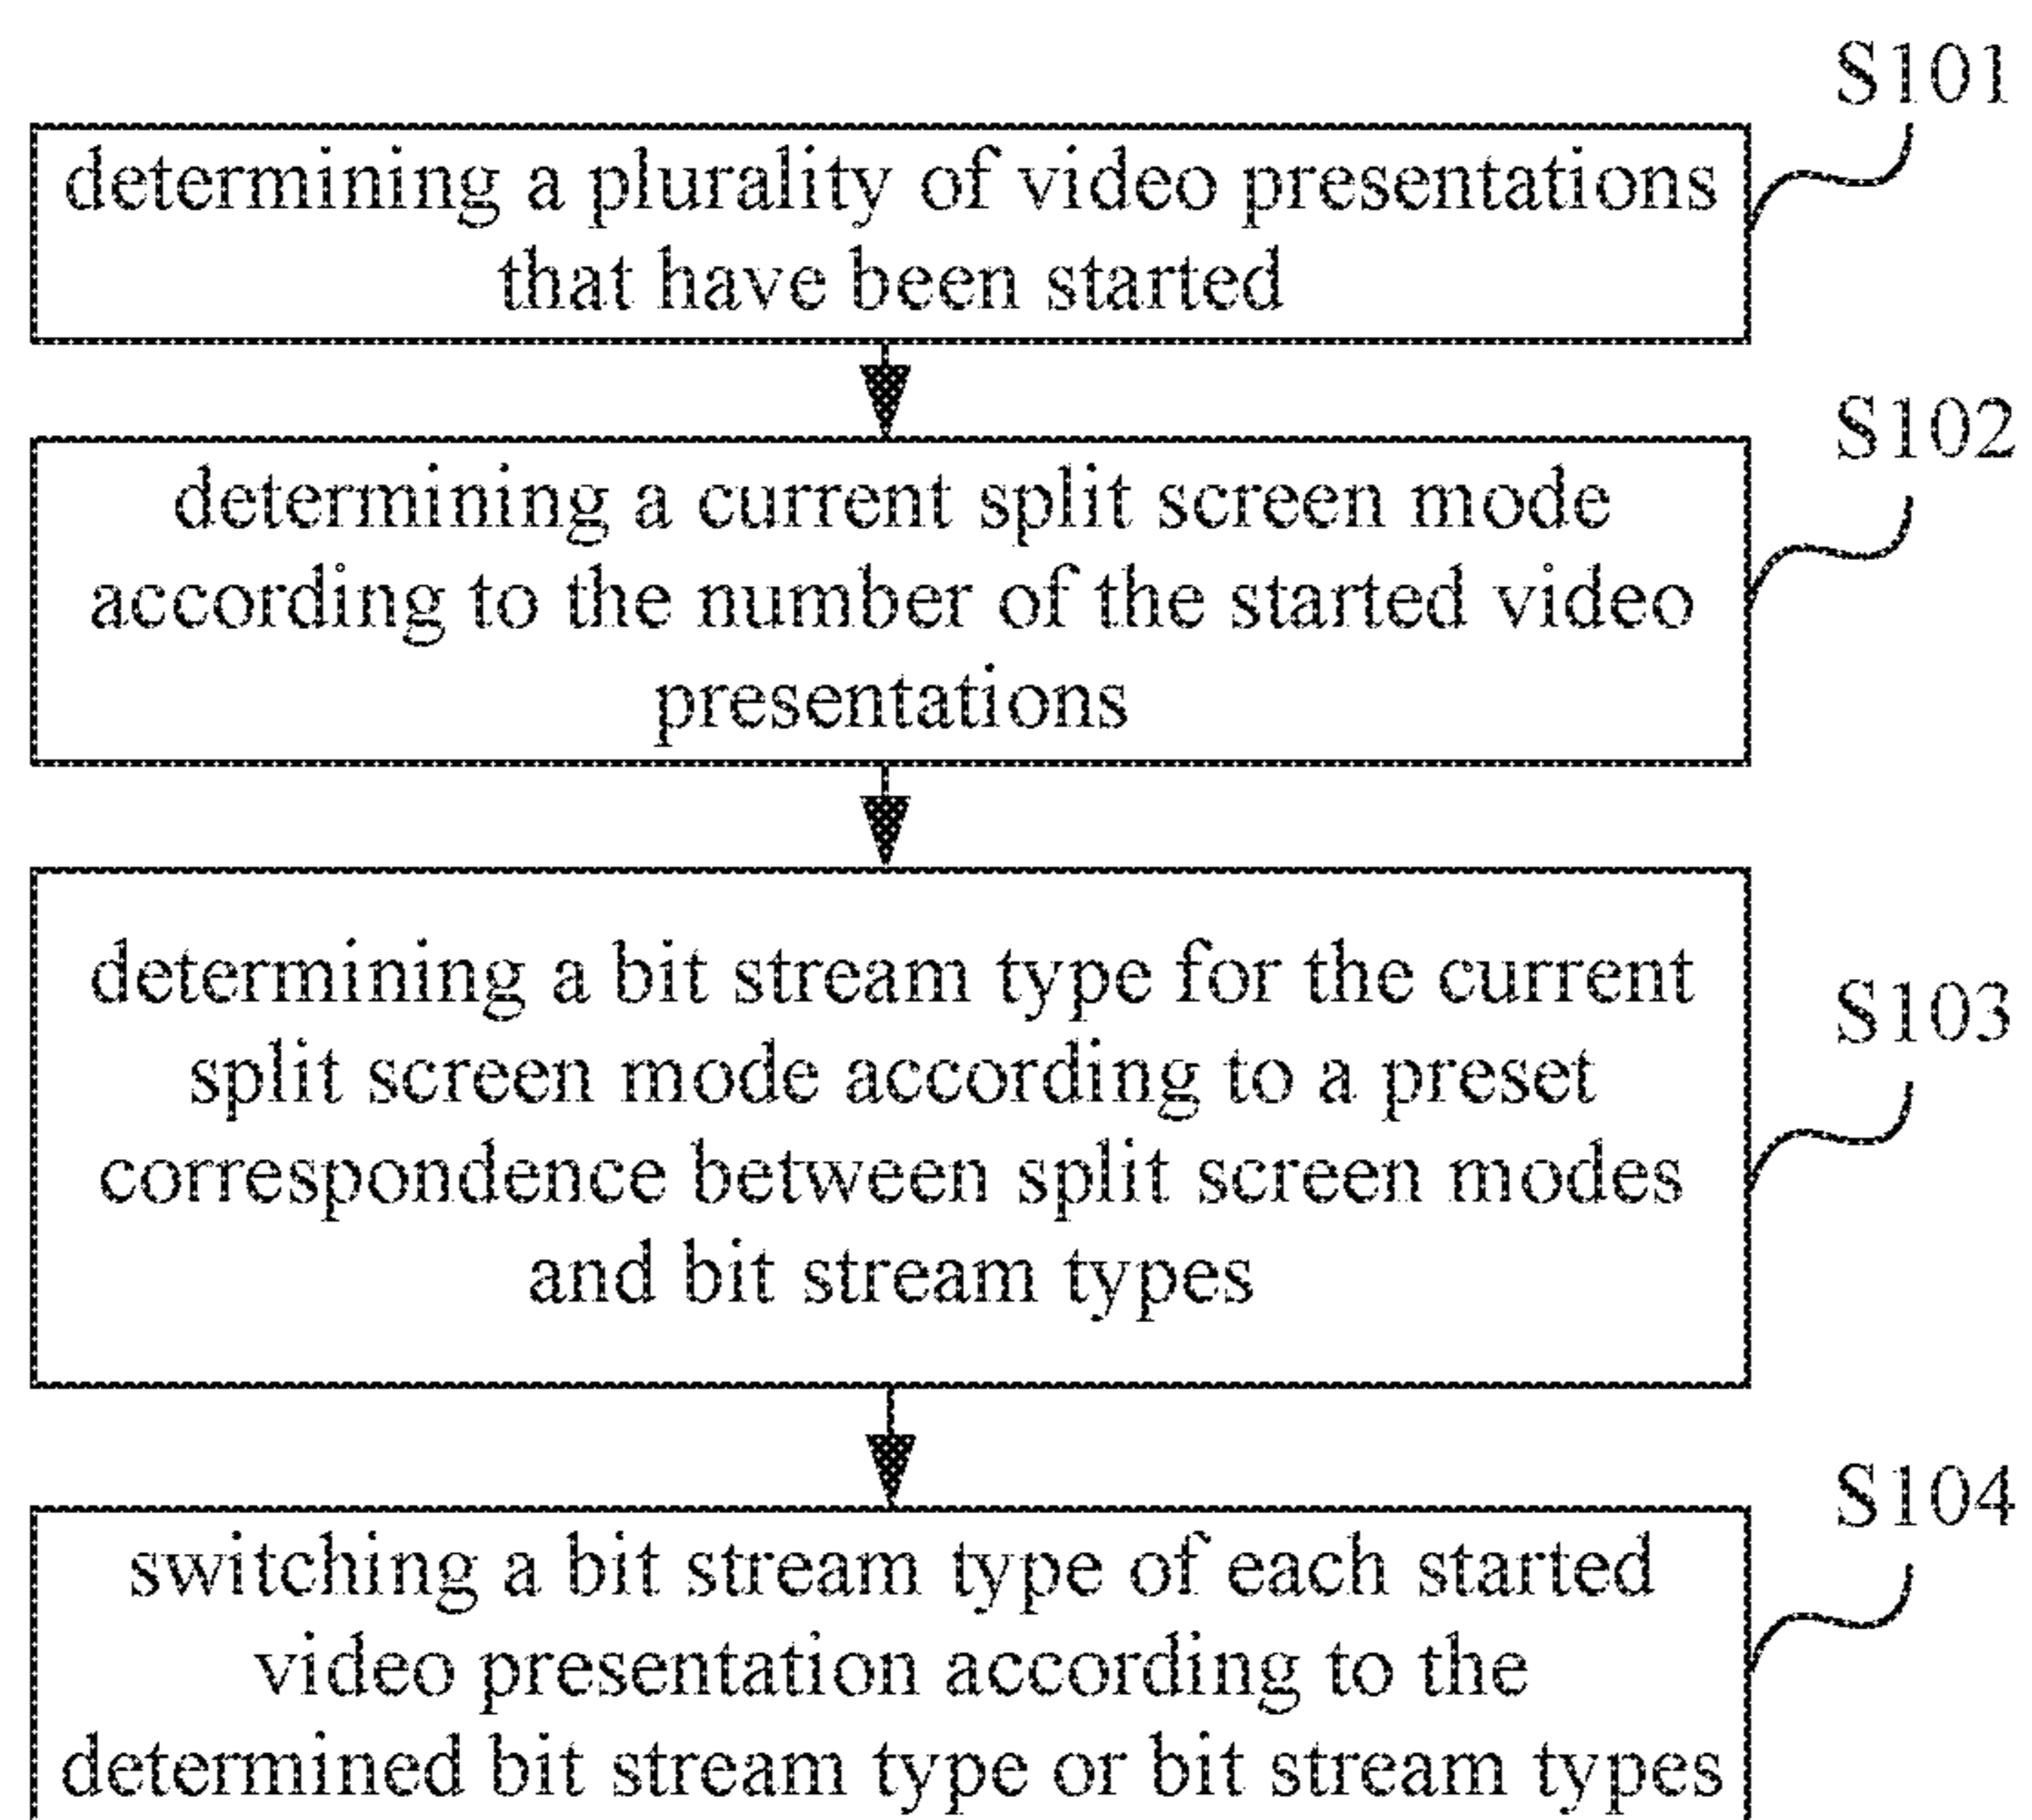 S101
determining a plurality of video presentations
that have been started
S102
determining a current split screen mode
according to the number of the started video
presentations
determining a bit stream type for the current
split screen mode according to a preset
correspondence between split screen modes
and bit stream types
S103
S104
switching a bit stream type of each started
video presentation according to the
determined bit stream type or bit stream types